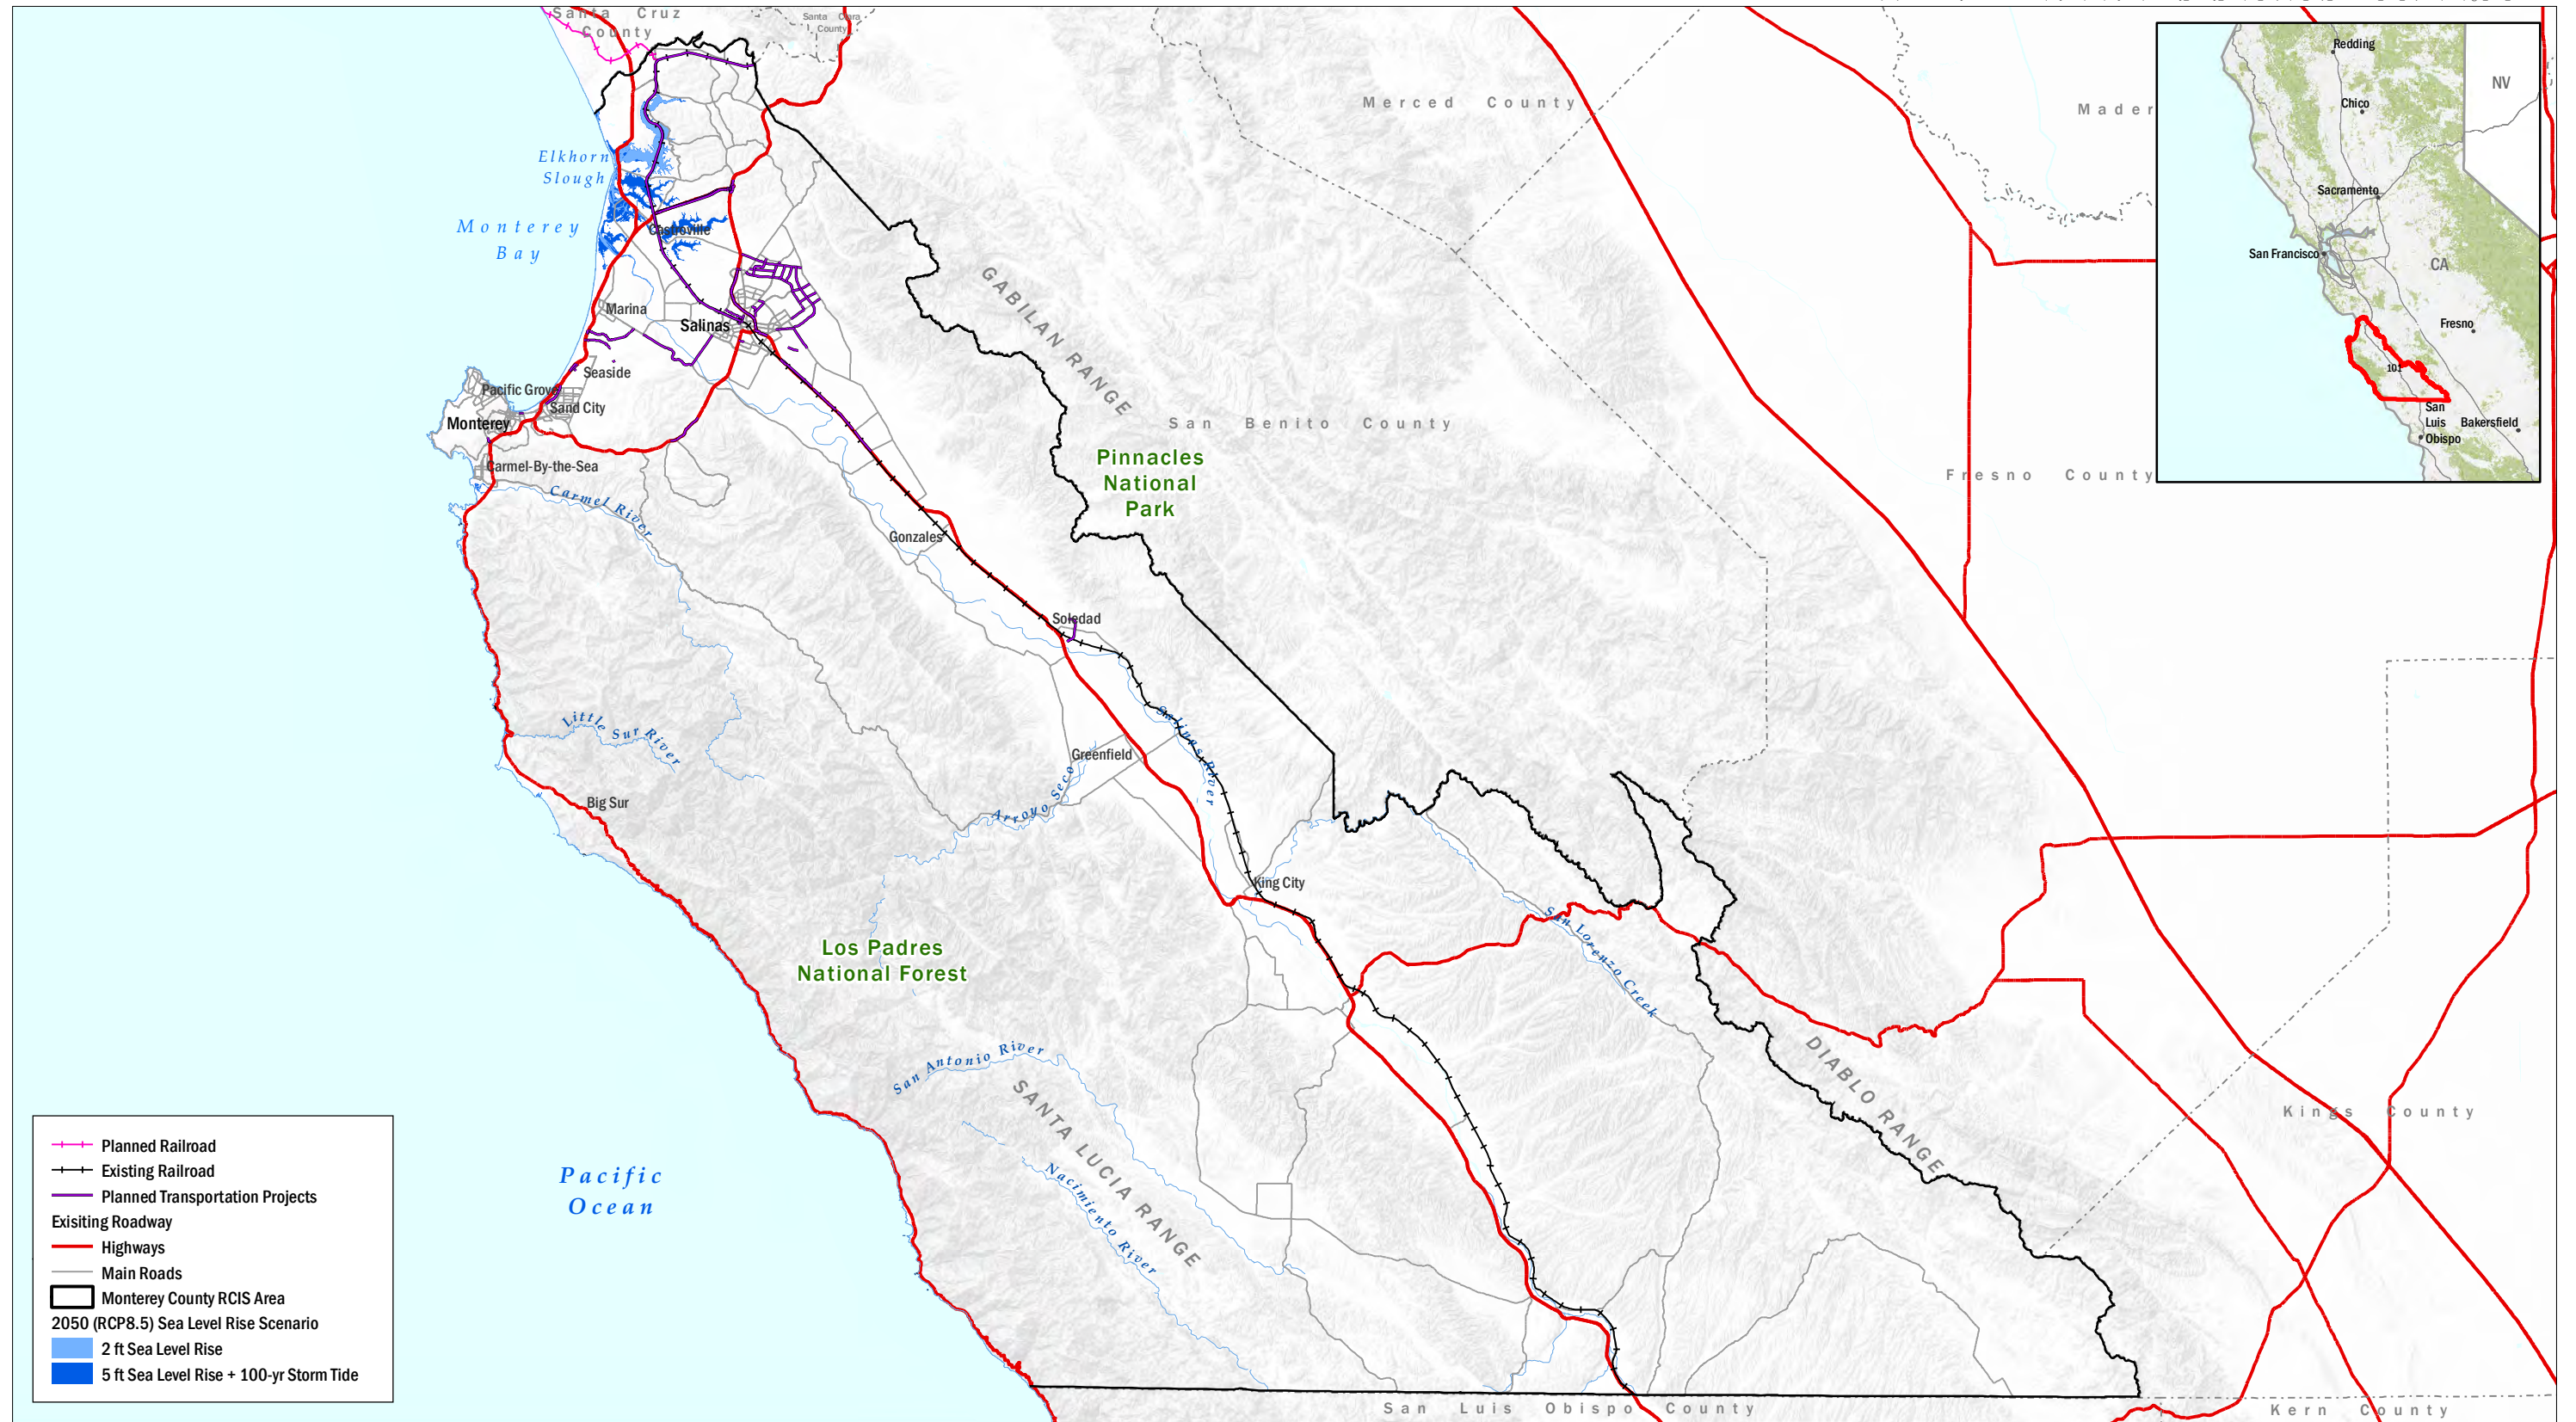 Santa Cruz
County
Santa Clara
County
Merced County
Mader
Elkhorn
Slough
Monterey
Bay
Castroville
Marina
Salinas
Seaside
Pacific Grove
Sand City
Monterey
Carmel-By-the-Sea
Carmel River
GABILAN RANGE
San Benito County
Pinnacles
National
Park
Fresno County
Gonzales
Soledad
Salinas River
Greenfield
Arroyo Seco
Little Sur River
Big Sur
King City
Los Padres
National Forest
San Lorenzo Creek
San Antonio River
SANTA LUCIA RANGE
Nacimiento River
DIABLO RANGE
Kings County
Pacific
Ocean
San Luis Obispo County
Kern County
Redding
NV
Chico
Sacramento
San Francisco
CA
Fresno
101
San
Luis
Obispo
Bakersfield
Planned Railroad
Existing Railroad
Planned Transportation Projects
Exisiting Roadway
Highways
Main Roads
Monterey County RCIS Area
2050 (RCP8.5) Sea Level Rise Scenario
2 ft Sea Level Rise
5 ft Sea Level Rise + 100-yr Storm Tide